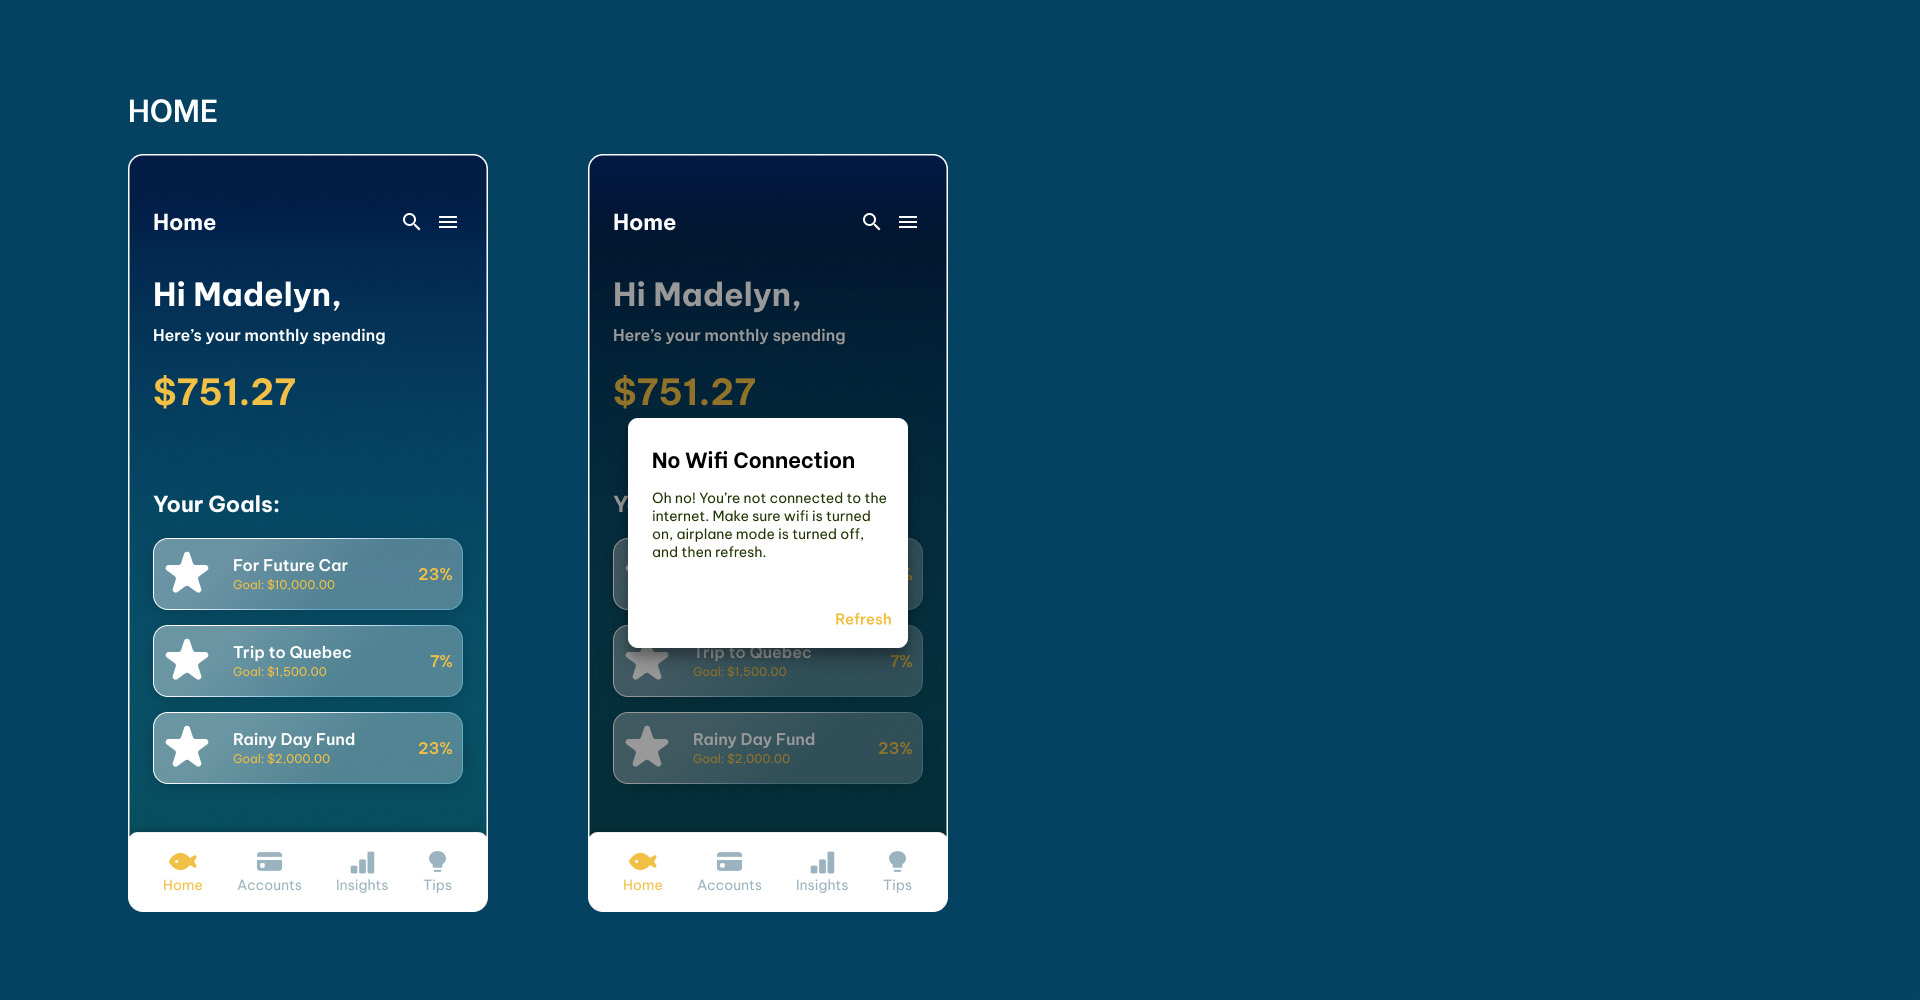 HOME
Home
Hi Madelyn,
Here's your monthly spending
$751.27
Your Goals:
For Future Car
Goal: $10,000.00
23%
Trip to Quebec
Goal: $1,500.00
7%
Rainy Day Fund
Goal: $2,000.00
23%
Home
Accounts
Insights
Tips
Home
Hi Madelyn,
Here's your monthly spending
$751.27
No Wifi Connection
Oh no! You're not connected to the
internet. Make sure wifi is turned
on, airplane mode is turned off,
and then refresh.
Refresh
Trip to Quebec
Goal: $1,500.00
7%
Rainy Day Fund
Goal: $2,000.00
23%
Home
Accounts
Insights
Tips